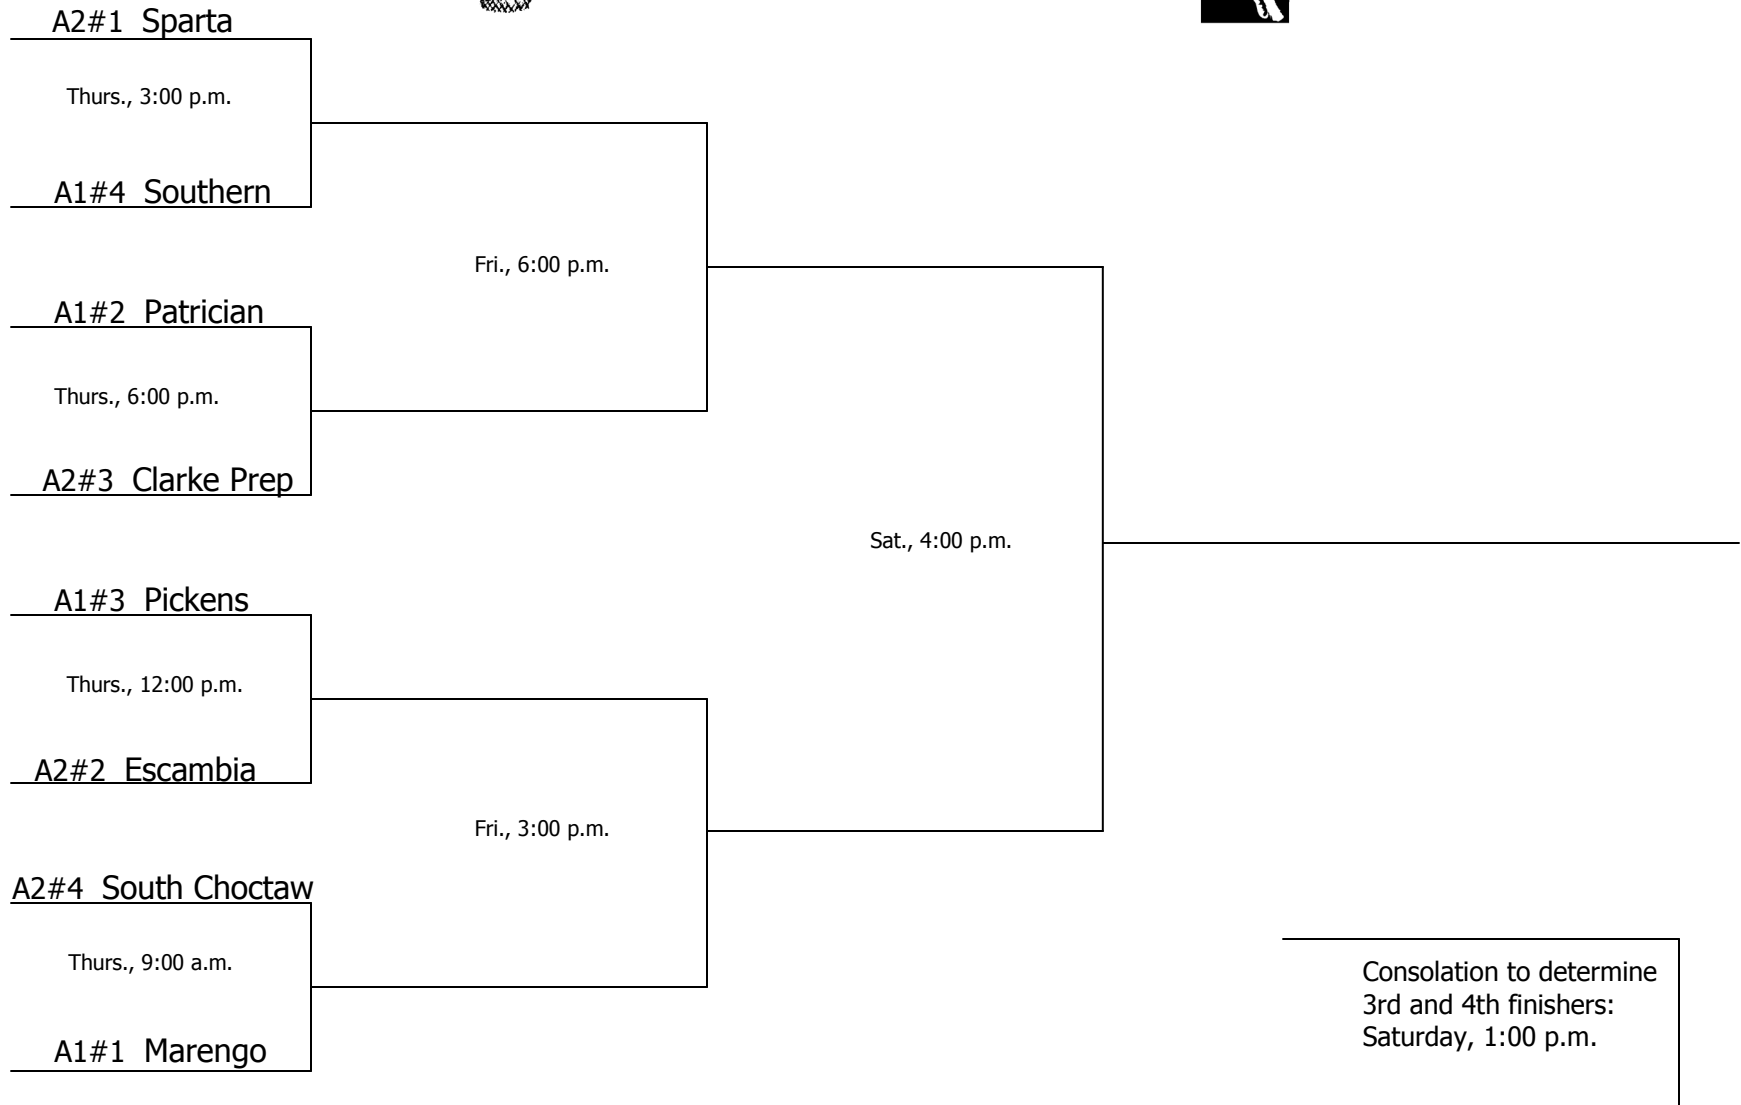 A2#1 Sparta
Thurs., 3:00 p.m.
A1#4 Southern
Fri., 6:00 p.m.
A1#2 Patrician
Thurs., 6:00 p.m.
A2#3 Clarke Prep
Sat., 4:00 p.m.
A1#3 Pickens
Thurs., 12:00 p.m.
A2#2 Escambia
Fri., 3:00 p.m.
A2#4 South Choctaw
Thurs., 9:00 a.m.
A1#1 Marengo
Consolation to determine
3rd and 4th finishers:
Saturday, 1:00 p.m.